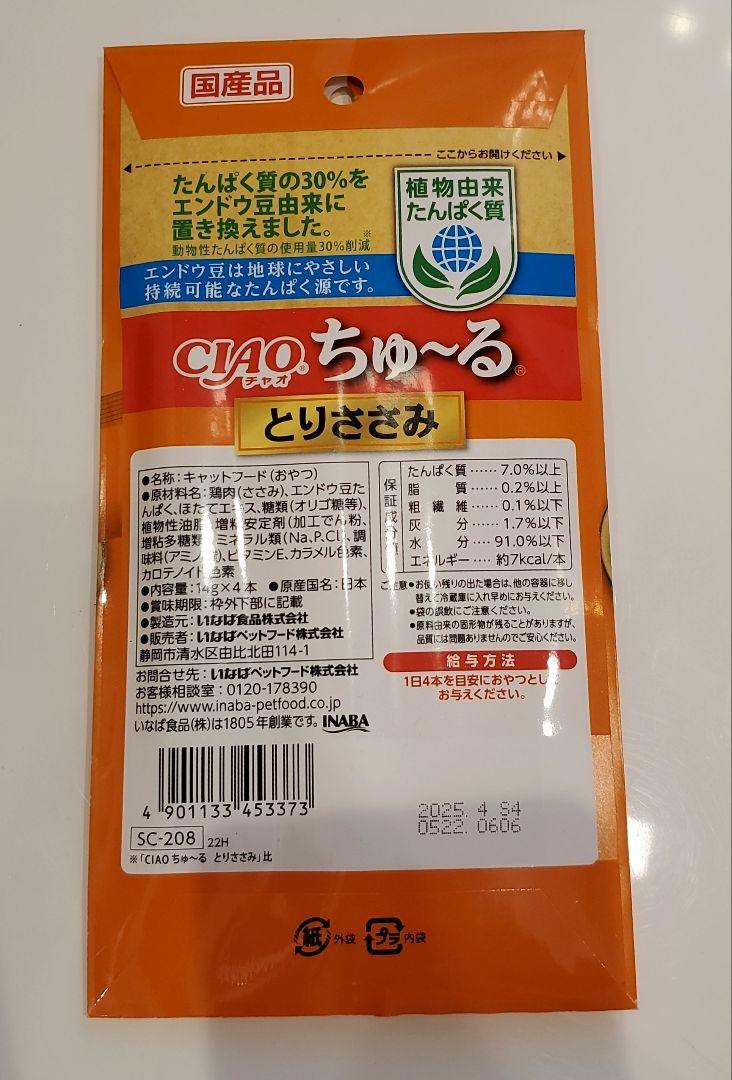 国産品
ここからお開けください
たんぱく質の30%を
エンドウ豆由来に
置き換えました。※
動物性たんぱく質の使用量30%削減
植物由来
たんぱく質
エンドウ豆は地球にやさしい
持続可能なたんぱく源です。
CIAO®ちゅ〜る®
チャオ
とりささみ
●名称：キャットフード(おやつ)
●原材料名：鶏肉(ささみ)、エンドウ豆た
んぱく、ほたてエキス、糖類(オリゴ糖等)、
植物性油脂、増粘安定剤(加工でん粉、
増粘多糖類)、ミネラル類(Na、P、Cl)、調
味料(アミノ酸)、ビタミンE、カラメル色素、
カロテノイド色素
●内容量：14g×4本 ●原産国名：日本
●賞味期限：枠外下部に記載
●製造元：いなば食品株式会社
●販売者：いなばペットフード株式会社
静岡市清水区由比北田114-1
お問合せ先：いなばペットフード株式会社
お客様相談室：0120-178390
https://www.inaba-petfood.co.jp
いなば食品(株)は1805年創業です。INABA
保証成分値
たんぱく質……7.0%以上
脂質……0.2%以上
粗繊維……0.1%以下
灰分……1.7%以下
水分……91.0%以下
エネルギー……約7kcal/本
ご注意●お使い残りの出た場合は、他の容器に移し
替えて冷蔵庫に入れ早めにお与えください。
●袋の誤飲にご注意ください。
●原料由来の固形物が残ることがありますが、
品質には問題ありませんのでご安心ください。
給与方法
1日4本を目安におやつとして
お与えください。
4 901133 453373
2025. 4 S4
0522. 0606
SC-208 22H
※「CIAOちゅ〜る とりささみ」比
紙 外袋 プラ 内袋